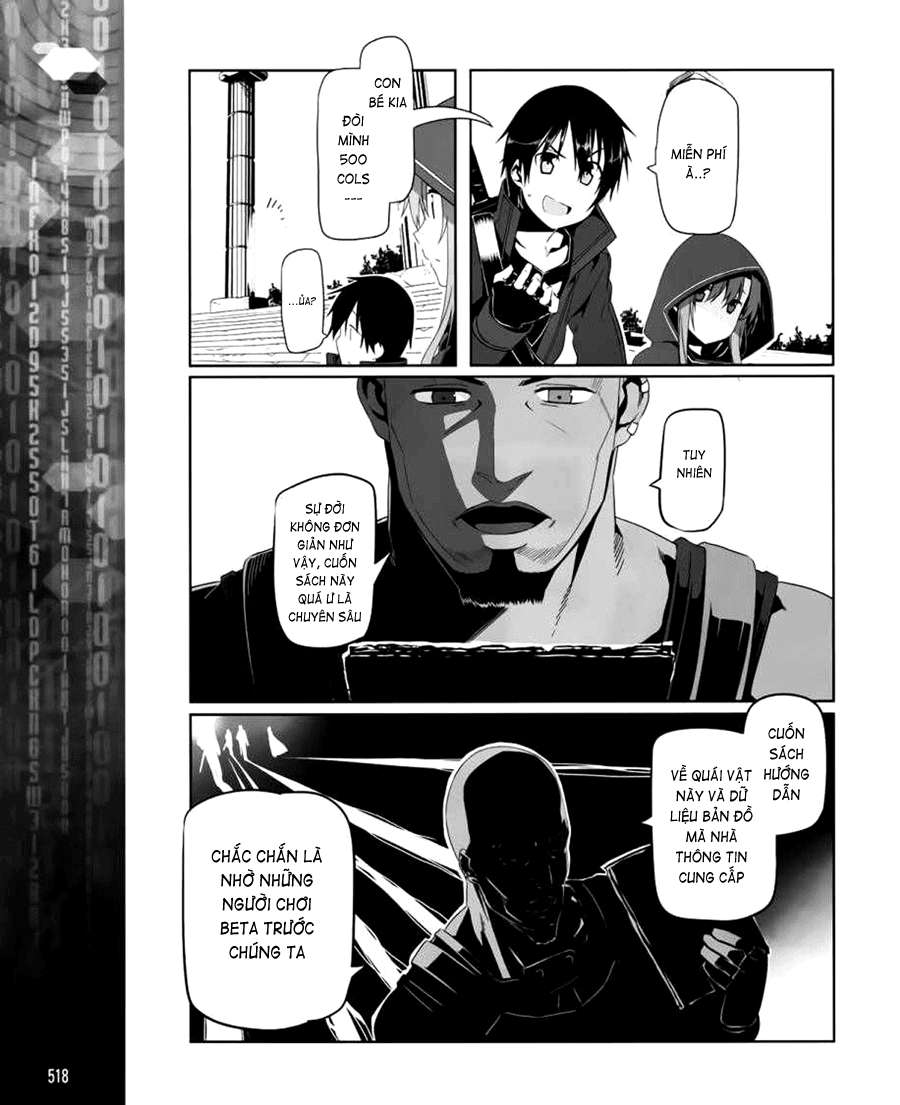 CON
BÉ KIA
ĐÒI
MÌNH
500
COLS
---
...ỦA?
MIỄN PHÍ
À..?
TUY
NHIÊN
SỰ ĐỜI
KHÔNG ĐƠN
GIẢN NHƯ
VẬY, CUỐN
SÁCH NÀY
QUÁ Ư LÀ
CHUYÊN SÂU
CUỐN
SÁCH
HƯỚNG
DẪN
VỀ QUÁI VẬT
NÀY VÀ DỮ
LIỆU BẢN ĐỒ
MÀ NHÀ
THÔNG TIN
CUNG CẤP
CHẮC CHẮN LÀ
NHỜ NHỮNG
NGƯỜI CHƠI
BETA TRƯỚC
CHÚNG TA
518